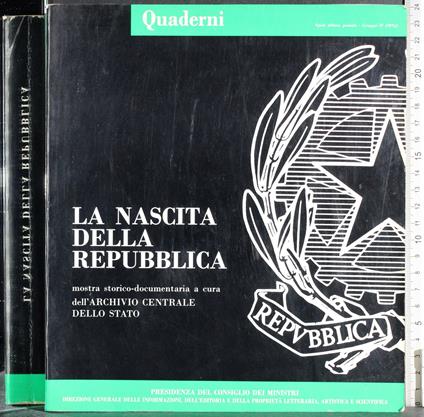 Quaderni
LA NASCITA
DELLA
REPUBBLICA
mostra storico-documentaria a cura
dell'ARCHIVIO CENTRALE
DELLO STATO
REPVBBLICA
PRESIDENZA DEL CONSIGLIO DEI MINISTRI
DIREZIONE GENERALE DELLE INFORMAZIONI, DELL'EDITORIA E DELLA PROPRIETÀ LETTERARIA, ARTISTICA E SCIENTIFICA
LA NASCITA DELLA REPUBBLICA